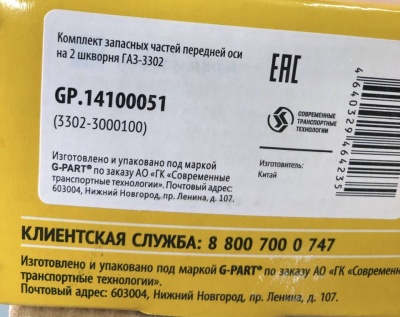 Комплект запасных частей передней оси
на 2 шкворня ГАЗ-3302
GP.14100051
(3302-3000100)
EAC
СОВРЕМЕННЫЕ
ТРАНСПОРТНЫЕ
ТЕХНОЛОГИИ
4640329464235
Изготовлено и упаковано под маркой
G-PART® по заказу АО «ГК «Современные
транспортные технологии». Почтовый адрес:
603004, Нижний Новгород, пр. Ленина, д. 107.
Изготовитель:
Китай
КЛИЕНТСКАЯ СЛУЖБА: 8 800 700 0 747
Изготовлено и упаковано под маркой G-PART® по заказу АО «ГК «Современные
транспортные технологии».
Почтовый адрес: 603004, Нижний Новгород, пр. Ленина, д. 107.